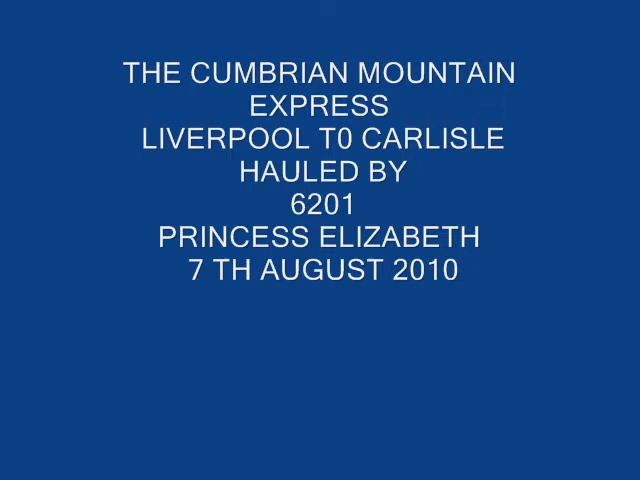 THE CUMBRIAN MOUNTAIN
EXPRESS
LIVERPOOL T0 CARLISLE
HAULED BY
6201
PRINCESS ELIZABETH
7 TH AUGUST 2010